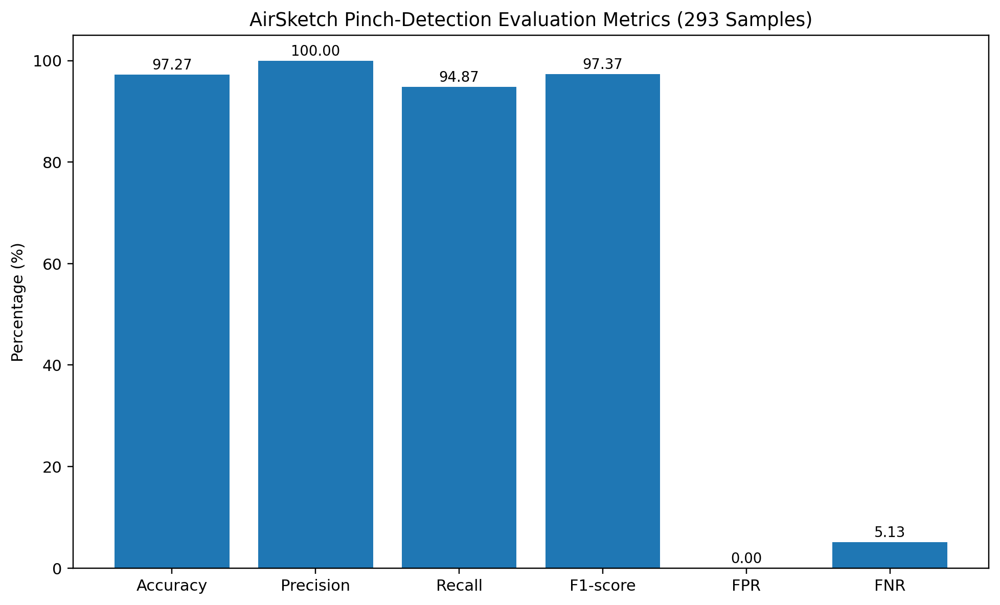 AirSketch Pinch-Detection Evaluation Metrics (293 Samples)
Percentage (%)
100
80
60
40
20
0
97.27
100.00
94.87
97.37
0.00
5.13
Accuracy
Precision
Recall
F1-score
FPR
FNR